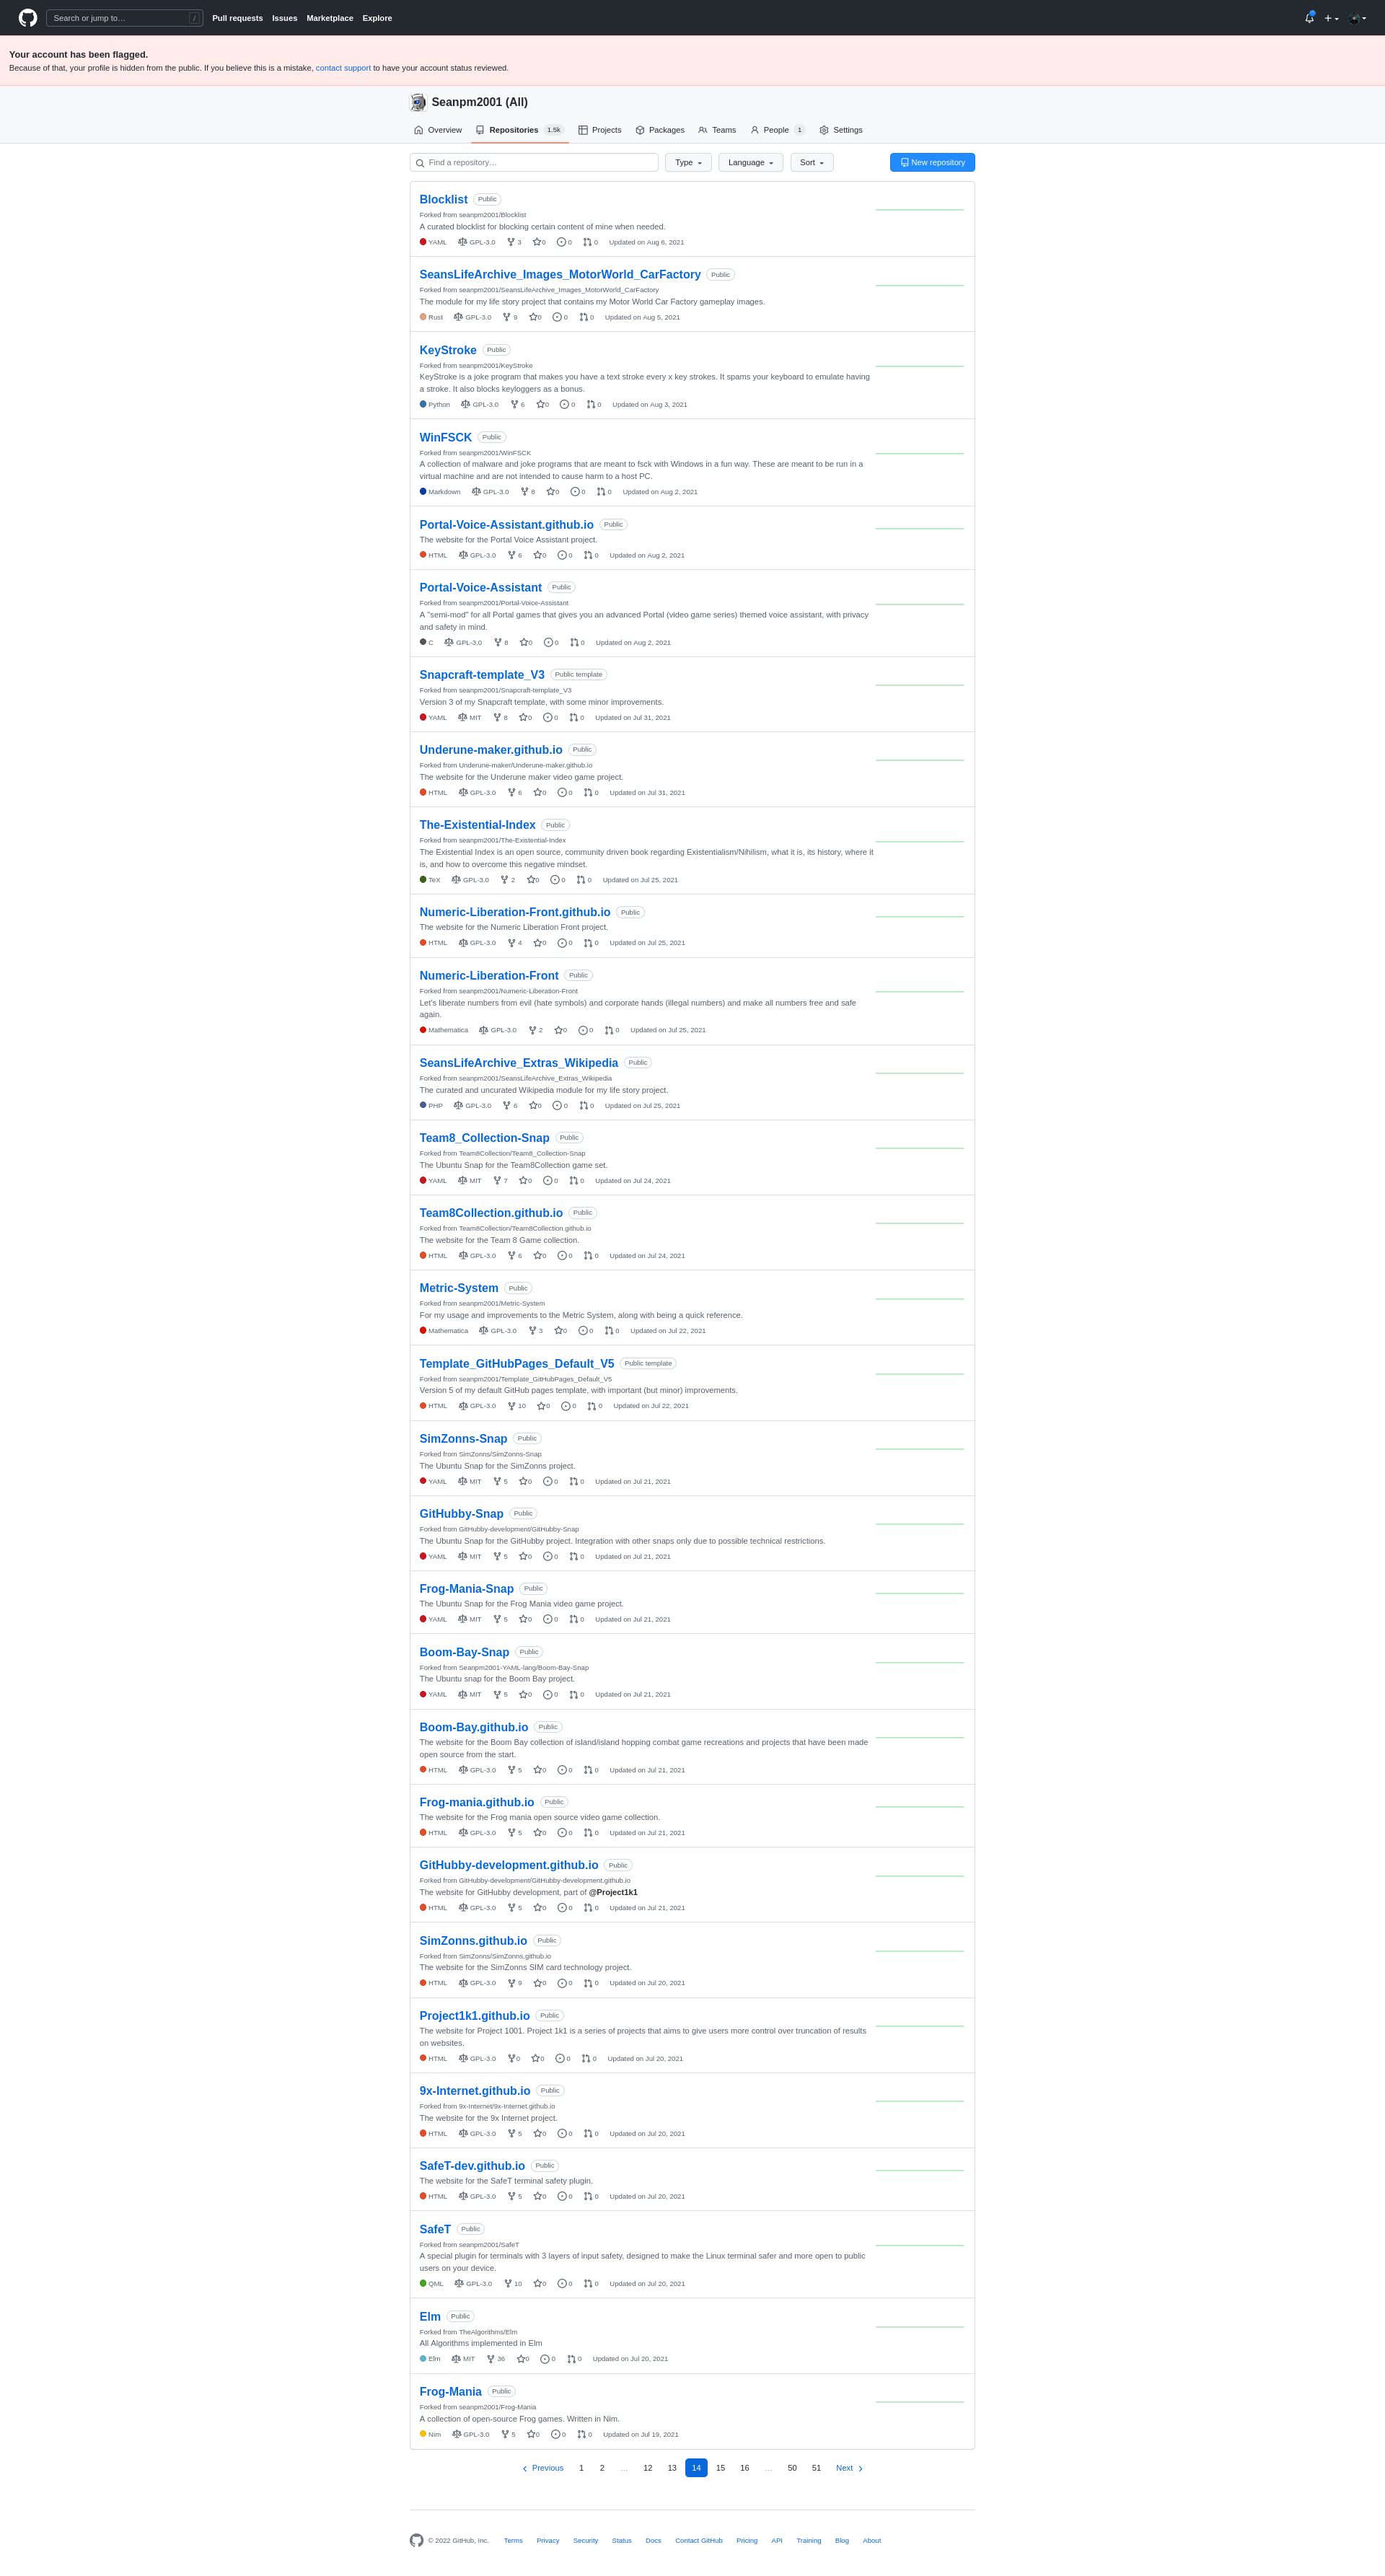 Search or jump to… /
Pull requests Issues Marketplace Explore
Your account has been flagged.
Because of that, your profile is hidden from the public. If you believe this is a mistake, contact support to have your account status reviewed.
Seanpm2001 (All)
Overview Repositories 1.5k Projects Packages Teams People 1 Settings
Find a repository… Type Language Sort New repository
Blocklist Public
Forked from seanpm2001/Blocklist
A curated blocklist for blocking certain content of mine when needed.
YAML GPL-3.0 3 0 0 0 Updated on Aug 6, 2021
SeansLifeArchive_Images_MotorWorld_CarFactory Public
Forked from seanpm2001/SeansLifeArchive_Images_MotorWorld_CarFactory
The module for my life story project that contains my Motor World Car Factory gameplay images.
Rust GPL-3.0 9 0 0 0 Updated on Aug 5, 2021
KeyStroke Public
Forked from seanpm2001/KeyStroke
KeyStroke is a joke program that makes you have a text stroke every x key strokes. It spams your keyboard to emulate having
a stroke. It also blocks keyloggers as a bonus.
Python GPL-3.0 6 0 0 0 Updated on Aug 3, 2021
WinFSCK Public
Forked from seanpm2001/WinFSCK
A collection of malware and joke programs that are meant to fsck with Windows in a fun way. These are meant to be run in a
virtual machine and are not intended to cause harm to a host PC.
Markdown GPL-3.0 8 0 0 0 Updated on Aug 2, 2021
Portal-Voice-Assistant.github.io Public
The website for the Portal Voice Assistant project.
HTML GPL-3.0 6 0 0 0 Updated on Aug 2, 2021
Portal-Voice-Assistant Public
Forked from seanpm2001/Portal-Voice-Assistant
A "semi-mod" for all Portal games that gives you an advanced Portal (video game series) themed voice assistant, with privacy
and safety in mind.
C GPL-3.0 8 0 0 0 Updated on Aug 2, 2021
Snapcraft-template_V3 Public template
Forked from seanpm2001/Snapcraft-template_V3
Version 3 of my Snapcraft template, with some minor improvements.
YAML MIT 8 0 0 0 Updated on Jul 31, 2021
Underune-maker.github.io Public
Forked from Underune-maker/Underune-maker.github.io
The website for the Underune maker video game project.
HTML GPL-3.0 6 0 0 0 Updated on Jul 31, 2021
The-Existential-Index Public
Forked from seanpm2001/The-Existential-Index
The Existential Index is an open source, community driven book regarding Existentialism/Nihilism, what it is, its history, where it
is, and how to overcome this negative mindset.
TeX GPL-3.0 2 0 0 0 Updated on Jul 25, 2021
Numeric-Liberation-Front.github.io Public
The website for the Numeric Liberation Front project.
HTML GPL-3.0 4 0 0 0 Updated on Jul 25, 2021
Numeric-Liberation-Front Public
Forked from seanpm2001/Numeric-Liberation-Front
Let's liberate numbers from evil (hate symbols) and corporate hands (illegal numbers) and make all numbers free and safe
again.
Mathematica GPL-3.0 2 0 0 0 Updated on Jul 25, 2021
SeansLifeArchive_Extras_Wikipedia Public
Forked from seanpm2001/SeansLifeArchive_Extras_Wikipedia
The curated and uncurated Wikipedia module for my life story project.
PHP GPL-3.0 6 0 0 0 Updated on Jul 25, 2021
Team8_Collection-Snap Public
Forked from Team8Collection/Team8_Collection-Snap
The Ubuntu Snap for the Team8Collection game set.
YAML MIT 7 0 0 0 Updated on Jul 24, 2021
Team8Collection.github.io Public
Forked from Team8Collection/Team8Collection.github.io
The website for the Team 8 Game collection.
HTML GPL-3.0 6 0 0 0 Updated on Jul 24, 2021
Metric-System Public
Forked from seanpm2001/Metric-System
For my usage and improvements to the Metric System, along with being a quick reference.
Mathematica GPL-3.0 3 0 0 0 Updated on Jul 22, 2021
Template_GitHubPages_Default_V5 Public template
Forked from seanpm2001/Template_GitHubPages_Default_V5
Version 5 of my default GitHub pages template, with important (but minor) improvements.
HTML GPL-3.0 10 0 0 0 Updated on Jul 22, 2021
SimZonns-Snap Public
Forked from SimZonns/SimZonns-Snap
The Ubuntu Snap for the SimZonns project.
YAML MIT 5 0 0 0 Updated on Jul 21, 2021
GitHubby-Snap Public
Forked from GitHubby-development/GitHubby-Snap
The Ubuntu Snap for the GitHubby project. Integration with other snaps only due to possible technical restrictions.
YAML MIT 5 0 0 0 Updated on Jul 21, 2021
Frog-Mania-Snap Public
The Ubuntu Snap for the Frog Mania video game project.
YAML MIT 5 0 0 0 Updated on Jul 21, 2021
Boom-Bay-Snap Public
Forked from Seanpm2001-YAML-lang/Boom-Bay-Snap
The Ubuntu snap for the Boom Bay project.
YAML MIT 5 0 0 0 Updated on Jul 21, 2021
Boom-Bay.github.io Public
The website for the Boom Bay collection of island/island hopping combat game recreations and projects that have been made
open source from the start.
HTML GPL-3.0 5 0 0 0 Updated on Jul 21, 2021
Frog-mania.github.io Public
The website for the Frog mania open source video game collection.
HTML GPL-3.0 5 0 0 0 Updated on Jul 21, 2021
GitHubby-development.github.io Public
Forked from GitHubby-development/GitHubby-development.github.io
The website for GitHubby development, part of @Project1k1
HTML GPL-3.0 5 0 0 0 Updated on Jul 21, 2021
SimZonns.github.io Public
Forked from SimZonns/SimZonns.github.io
The website for the SimZonns SIM card technology project.
HTML GPL-3.0 9 0 0 0 Updated on Jul 20, 2021
Project1k1.github.io Public
The website for Project 1001. Project 1k1 is a series of projects that aims to give users more control over truncation of results
on websites.
HTML GPL-3.0 0 0 0 0 Updated on Jul 20, 2021
9x-Internet.github.io Public
Forked from 9x-Internet/9x-Internet.github.io
The website for the 9x Internet project.
HTML GPL-3.0 5 0 0 0 Updated on Jul 20, 2021
SafeT-dev.github.io Public
The website for the SafeT terminal safety plugin.
HTML GPL-3.0 5 0 0 0 Updated on Jul 20, 2021
SafeT Public
Forked from seanpm2001/SafeT
A special plugin for terminals with 3 layers of input safety, designed to make the Linux terminal safer and more open to public
users on your device.
QML GPL-3.0 10 0 0 0 Updated on Jul 20, 2021
Elm Public
Forked from TheAlgorithms/Elm
All Algorithms implemented in Elm
Elm MIT 36 0 0 0 Updated on Jul 20, 2021
Frog-Mania Public
Forked from seanpm2001/Frog-Mania
A collection of open-source Frog games. Written in Nim.
Nim GPL-3.0 5 0 0 0 Updated on Jul 19, 2021
Previous 1 2 … 12 13 14 15 16 … 50 51 Next
© 2022 GitHub, Inc. Terms Privacy Security Status Docs Contact GitHub Pricing API Training Blog About